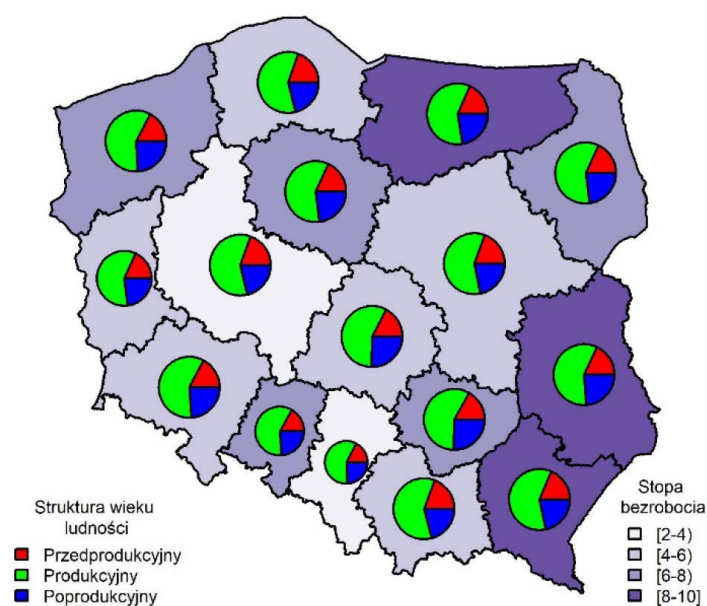 Struktura wieku
ludności
Przedprodukcyjny
Produkcyjny
Poprodukcyjny
Stopa
bezrobocia
[2-4)
[4-6)
[6-8)
[8-10]